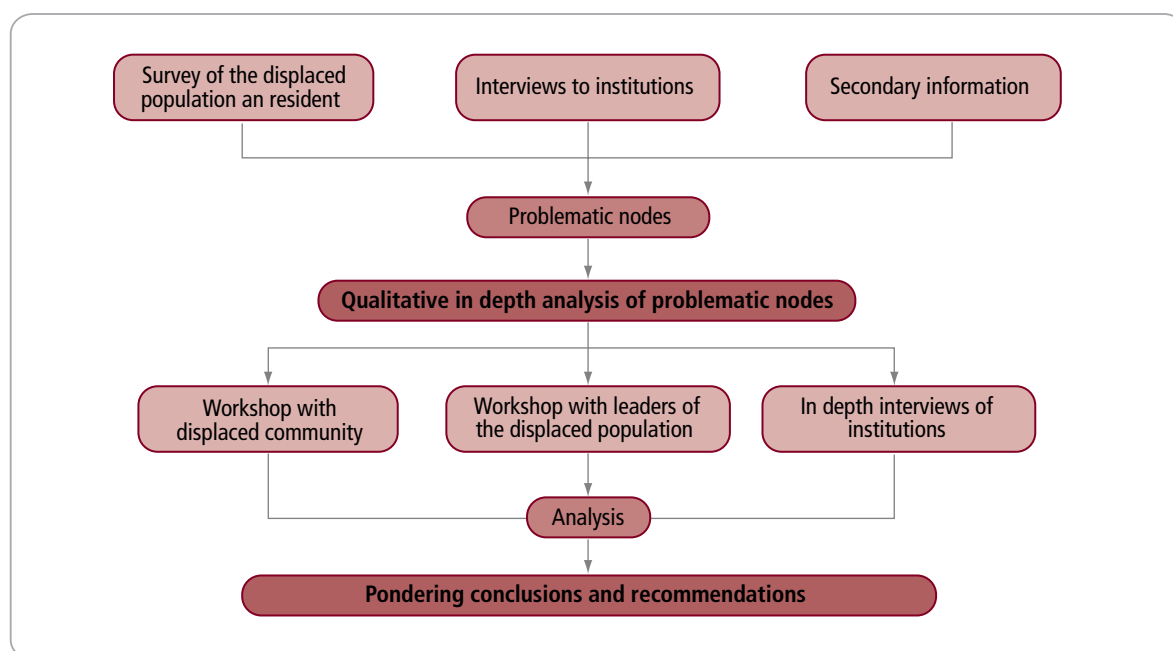 Survey of the displaced
population an resident
Interviews to institutions
Secondary information
Problematic nodes
Qualitative in depth analysis of problematic nodes
Workshop with
displaced community
Workshop with leaders of
the displaced population
In depth interviews of
institutions
Analysis
Pondering conclusions and recommendations